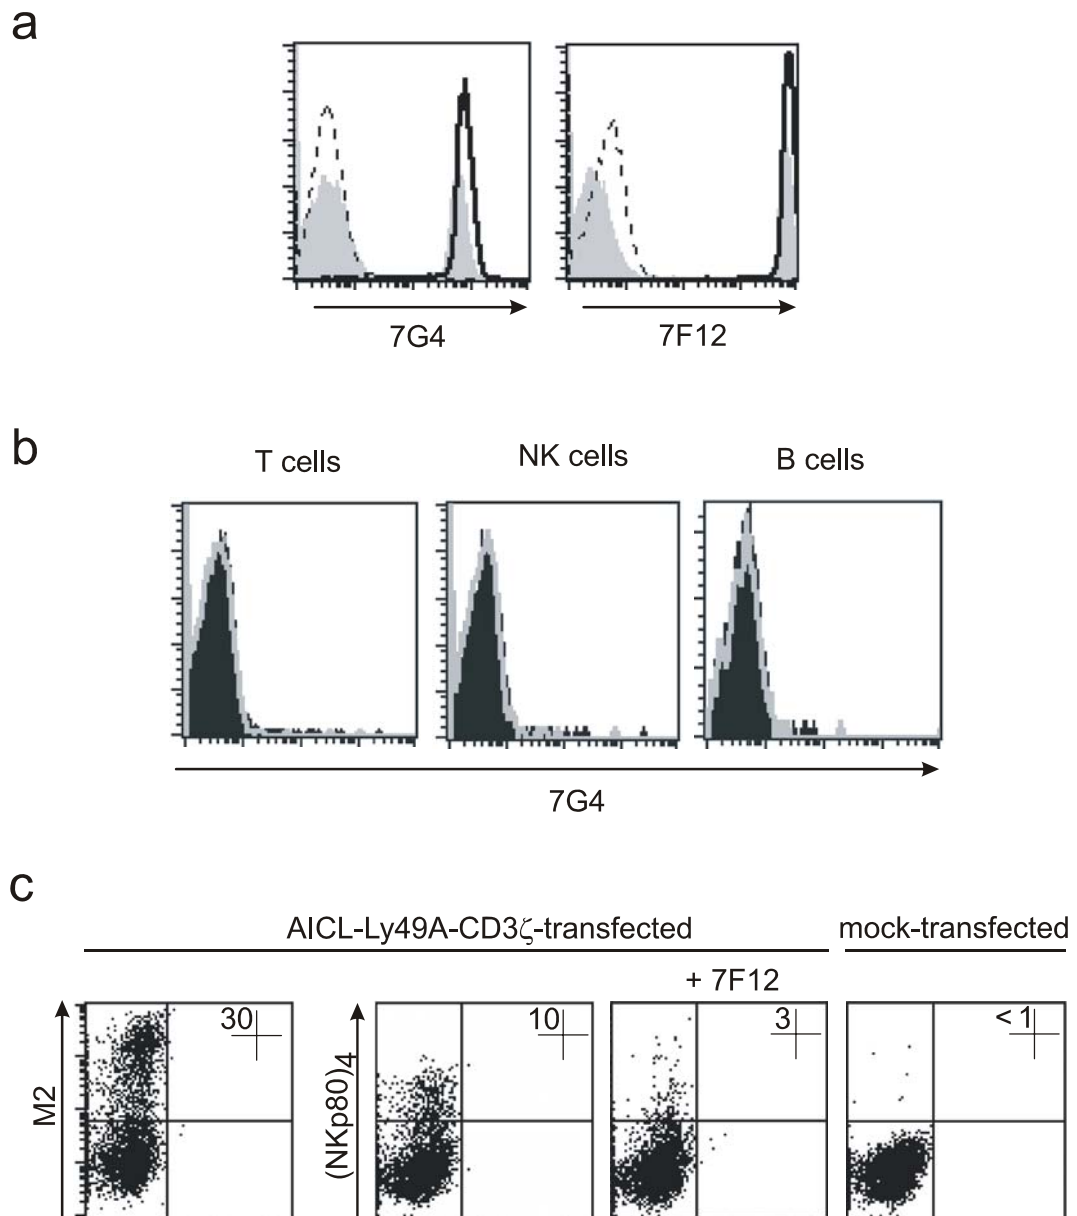 a
7G4
7F12
b
T cells
NK cells
B cells
7G4
c
AICL-Ly49A-CD3ζ-transfected
mock-transfected
+ 7F12
M2
30
(NKp80)4
10
3
< 1